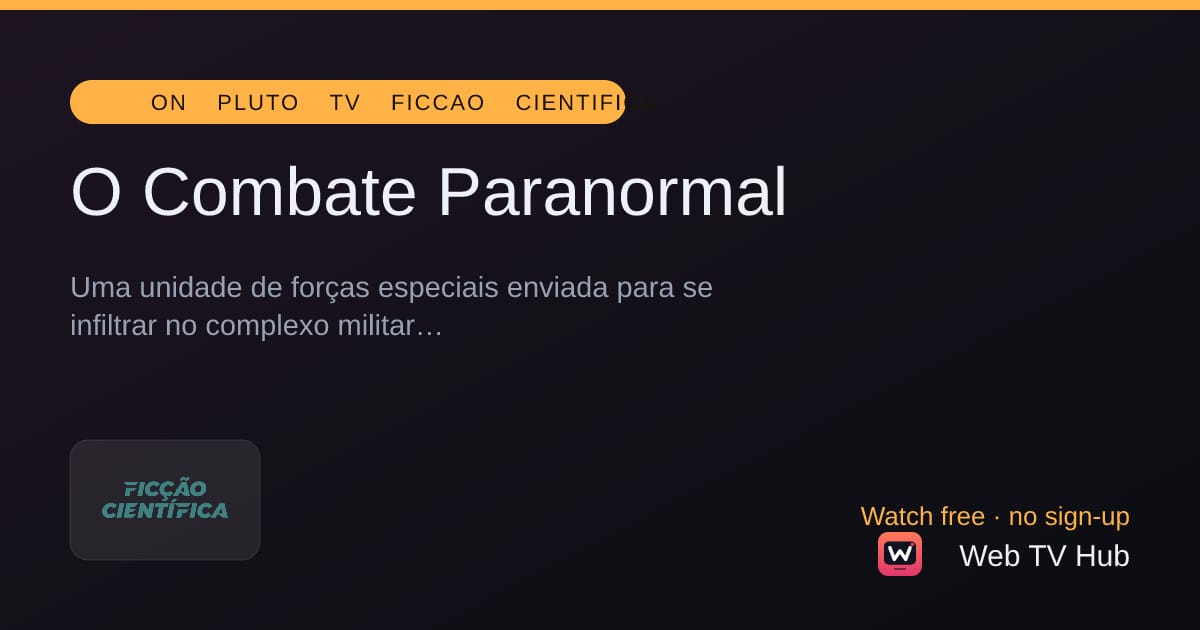 ON PLUTO TV FICCAO
O Combate Paranormal
Uma unidade de forças especiais enviada para se
infiltrar no complexo militar…
FICÇÃO
CIENTÍFICA
Watch free · no sign-up
W
Web TV Hub